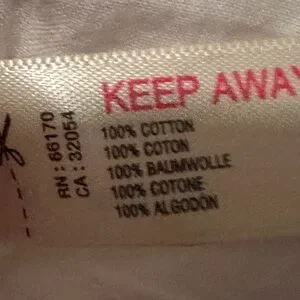 KEEP AWAY
100% COTTON
100% COTON
100% BAUMWOLLE
100% COTONE
100% ALGODON
RN: 66170
CA: 32054